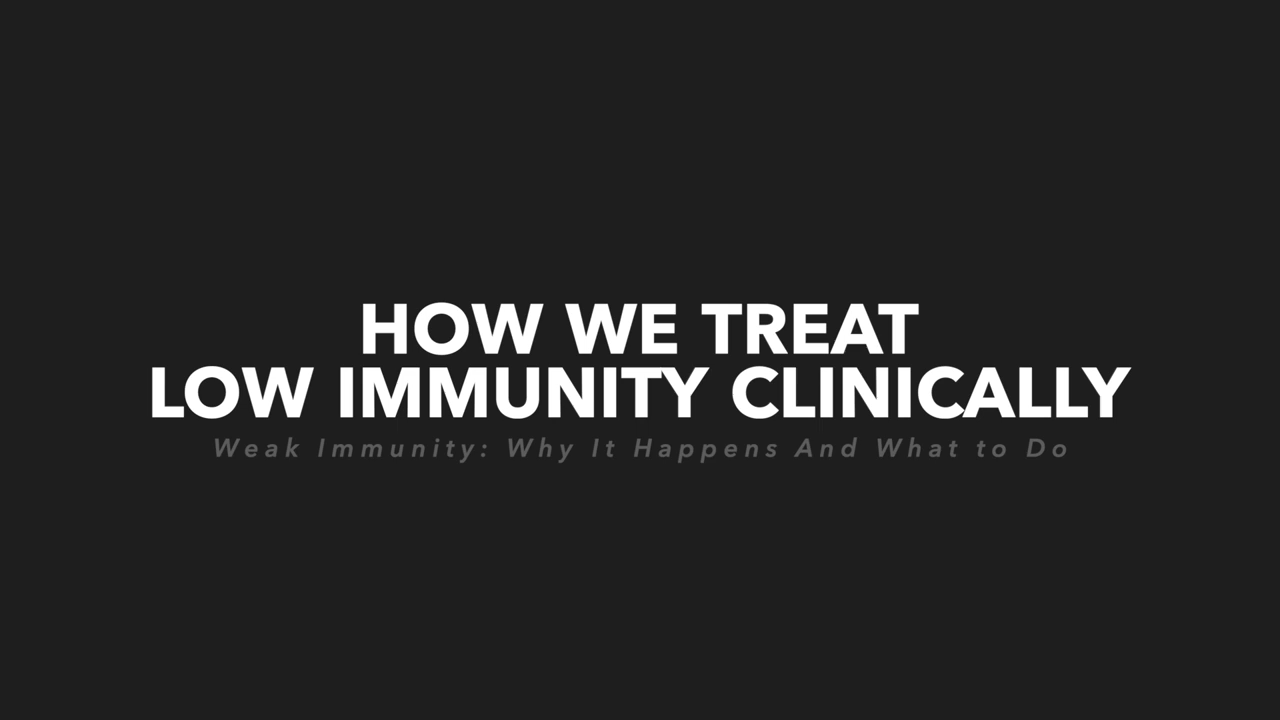 HOW WE TREAT
LOW IMMUNITY CLINICALLY
Weak Immunity: Why It Happens And What to Do